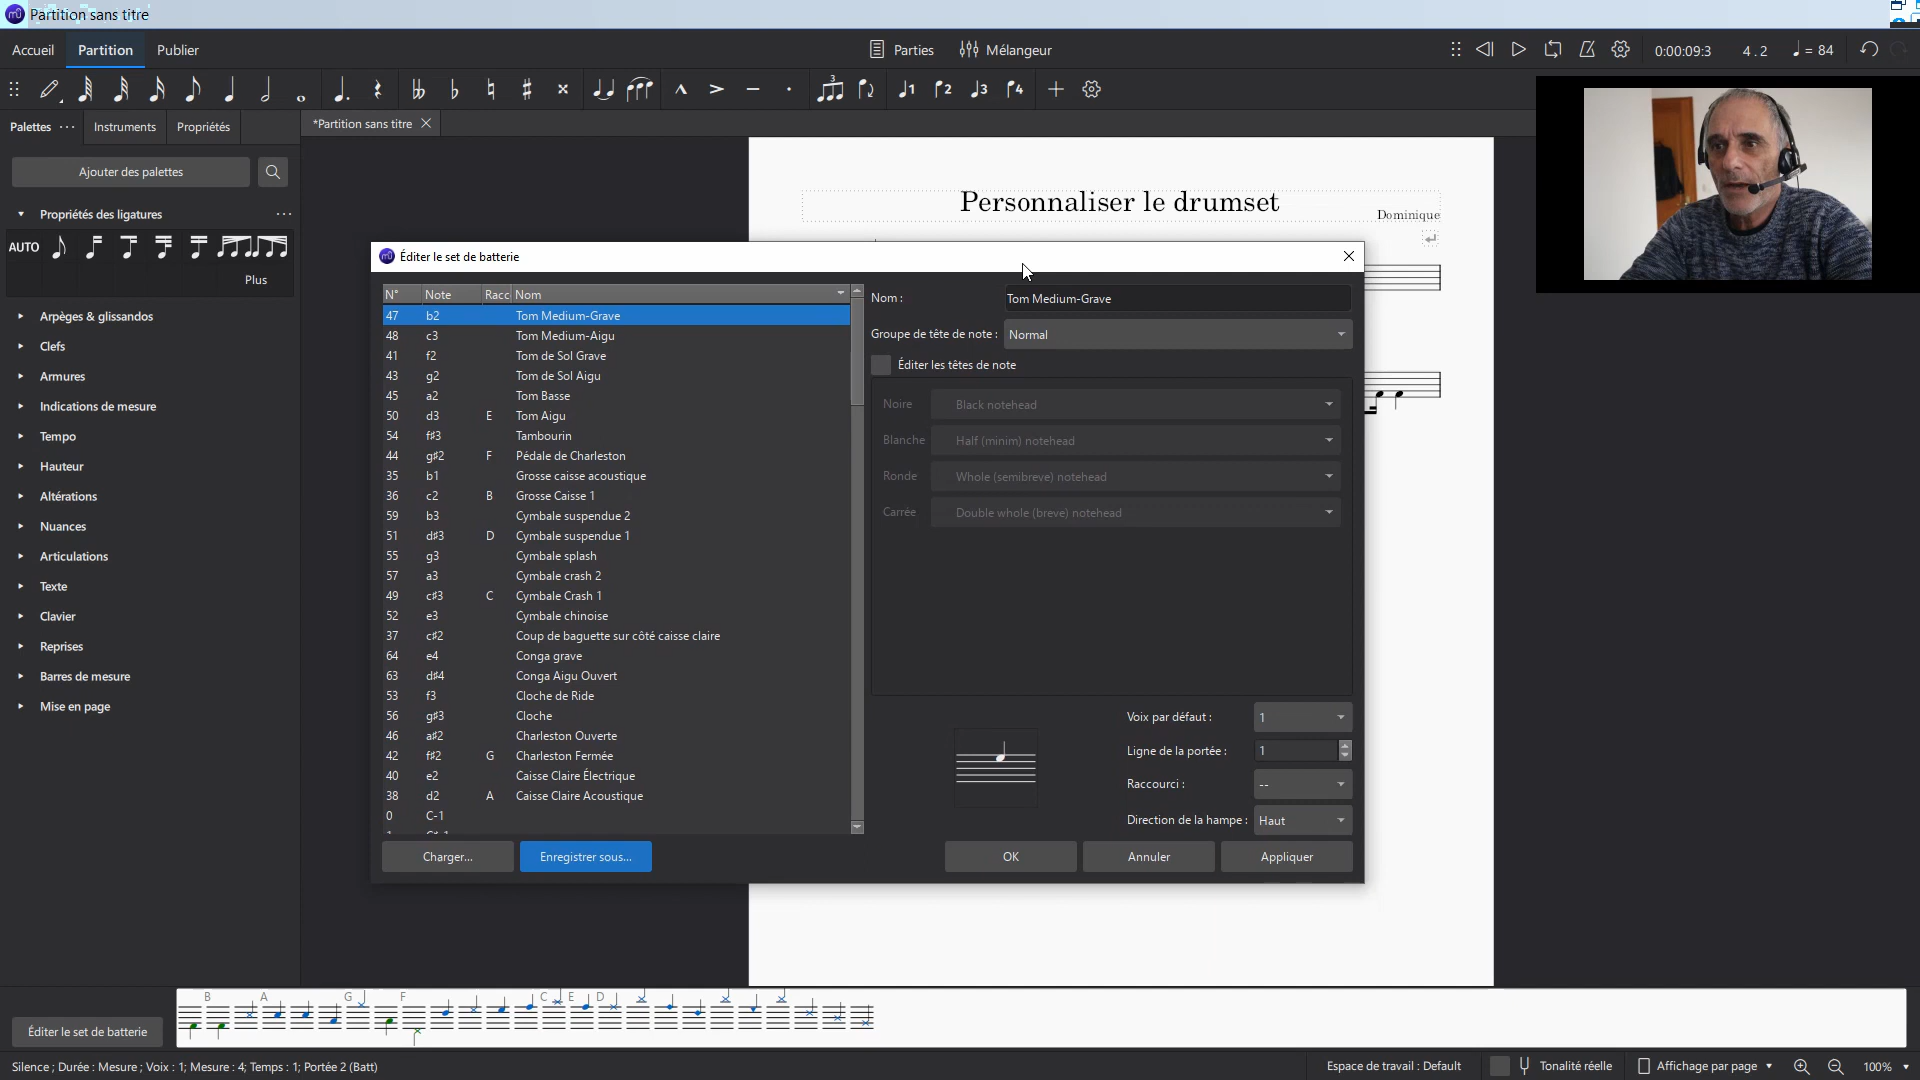 Partition sans titre
Accueil
Partition
Publier
Parties
Mélangeur
0:00:09:3
4 . 2
= 84
3
1
2
3
4
Palettes
Instruments
Propriétés
*Partition sans titre
Ajouter des palettes
Propriétés des ligatures
AUTO
Plus
Arpèges & glissandos
Clefs
Armures
Indications de mesure
Tempo
Hauteur
Altérations
Nuances
Articulations
Texte
Clavier
Reprises
Barres de mesure
Mise en page
Personnaliser le drumset
Dominique
Éditer le set de batterie
N° Note Racc Nom
47 b2 Tom Medium-Grave
48 c3 Tom Medium-Aigu
41 f2 Tom de Sol Grave
43 g2 Tom de Sol Aigu
45 a2 Tom Basse
50 d3 E Tom Aigu
54 f♯3 Tambourin
44 g♯2 F Pédale de Charleston
35 b1 Grosse caisse acoustique
36 c2 B Grosse Caisse 1
59 b3 Cymbale suspendue 2
51 d♯3 D Cymbale suspendue 1
55 g3 Cymbale splash
57 a3 Cymbale crash 2
49 c♯3 C Cymbale Crash 1
52 e3 Cymbale chinoise
37 c♯2 Coup de baguette sur côté caisse claire
64 e4 Conga grave
63 d♯4 Conga Aigu Ouvert
53 f3 Cloche de Ride
56 g♯3 Cloche
46 a♯2 Charleston Ouverte
42 f♯2 G Charleston Fermée
40 e2 Caisse Claire Électrique
38 d2 A Caisse Claire Acoustique
0 C-1
Nom : Tom Medium-Grave
Groupe de tête de note : Normal
Éditer les têtes de note
Noire Black notehead
Blanche Half (minim) notehead
Ronde Whole (semibreve) notehead
Carrée Double whole (breve) notehead
Voix par défaut : 1
Ligne de la portée : 1
Raccourci : --
Direction de la hampe : Haut
Charger...
Enregistrer sous...
OK
Annuler
Appliquer
B A G F C E D
Éditer le set de batterie
Silence ; Durée : Mesure ; Voix : 1; Mesure : 4; Temps : 1; Portée 2 (Batt)
Espace de travail : Default
Tonalité réelle
Affichage par page
100%